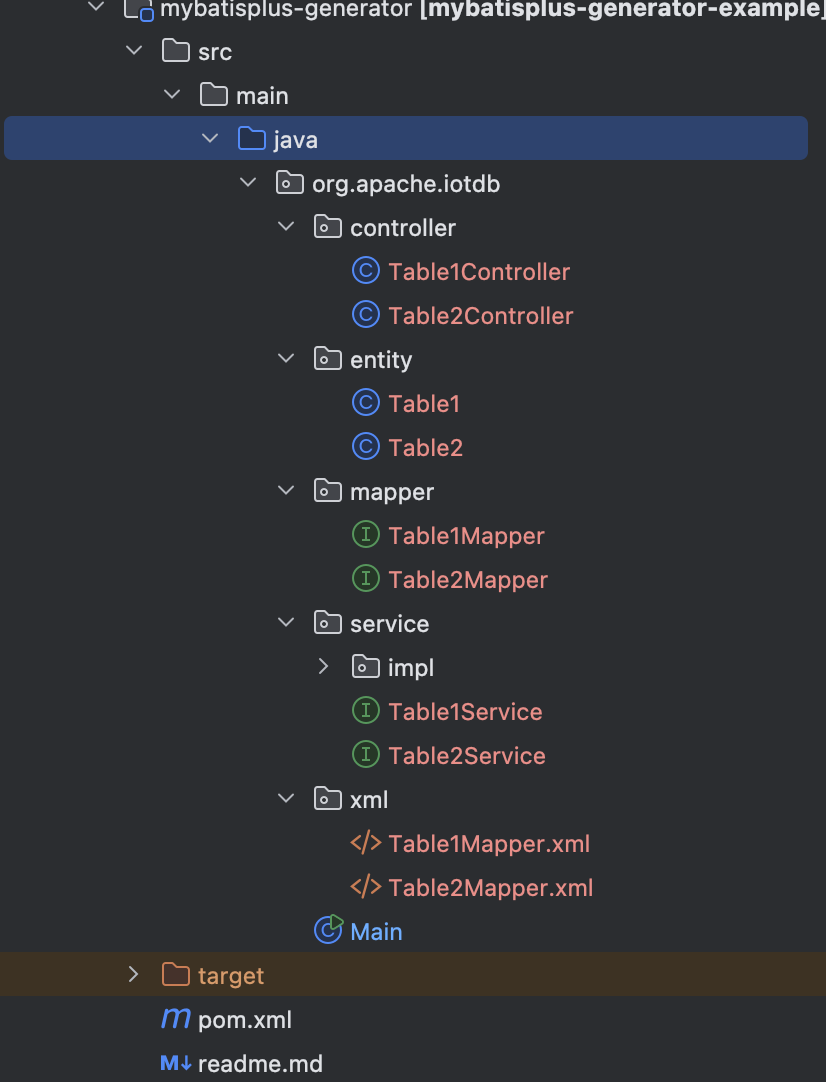 mybatisplus-generator [mybatisplus-generator-example]
src
main
java
org.apache.iotdb
controller
C Table1Controller
C Table2Controller
entity
C Table1
C Table2
mapper
I Table1Mapper
I Table2Mapper
service
impl
I Table1Service
I Table2Service
xml
</> Table1Mapper.xml
</> Table2Mapper.xml
C Main
target
m pom.xml
M↓ readme.md